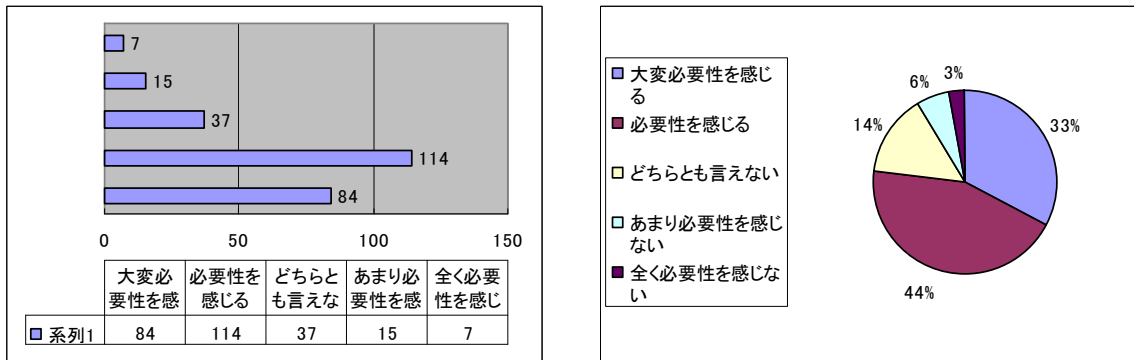 7
15
37
114
84
0 50 100 150
大変必 必要性を どちらと あまり必 全く必要
要性を感 感じる も言えな 要性を感 性を感じ
系列1 84 114 37 15 7
大変必要性を感じ
る
必要性を感じる
どちらとも言えない
あまり必要性を感じ
ない
全く必要性を感じな
い
3%
6%
14%
33%
44%